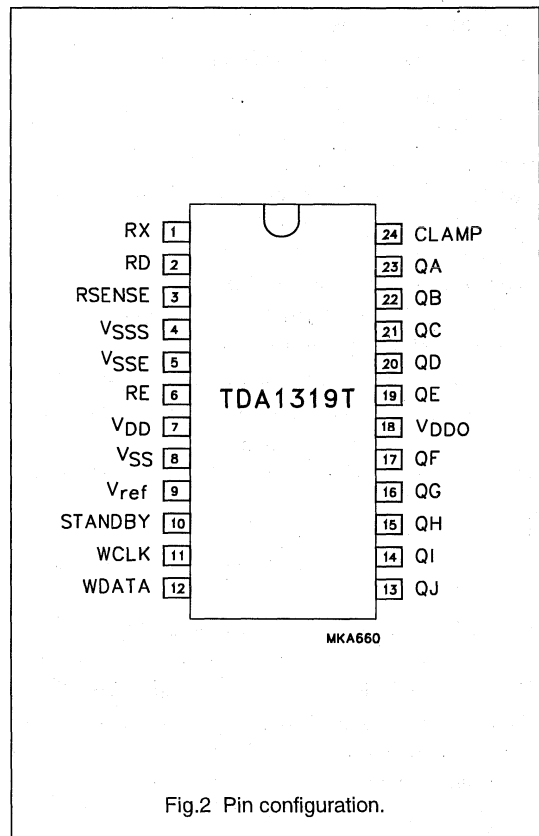 RX 1
RD 2
RSENSE 3
VSSS 4
VSSE 5
RE 6
VDD 7
VSS 8
Vref 9
STANDBY 10
WCLK 11
WDATA 12
TDA1319T
24 CLAMP
23 QA
22 QB
21 QC
20 QD
19 QE
18 VDDO
17 QF
16 QG
15 QH
14 QI
13 QJ
MKA660
Fig.2 Pin configuration.